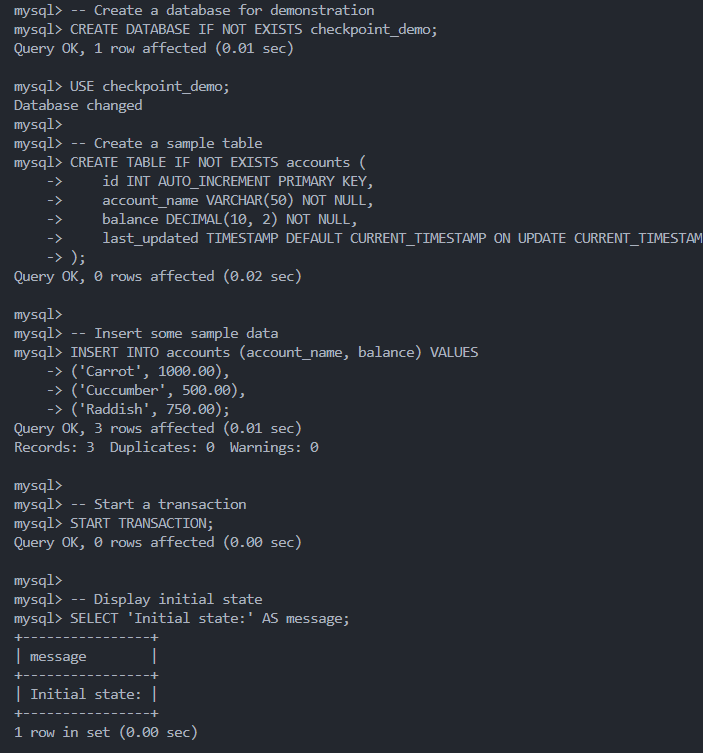 mysql> -- Create a database for demonstration
mysql> CREATE DATABASE IF NOT EXISTS checkpoint_demo;
Query OK, 1 row affected (0.01 sec)
mysql> USE checkpoint_demo;
Database changed
mysql>
mysql> -- Create a sample table
mysql> CREATE TABLE IF NOT EXISTS accounts (
    ->     id INT AUTO_INCREMENT PRIMARY KEY,
    ->     account_name VARCHAR(50) NOT NULL,
    ->     balance DECIMAL(10, 2) NOT NULL,
    ->     last_updated TIMESTAMP DEFAULT CURRENT_TIMESTAMP ON UPDATE CURRENT_TIMESTAM
    -> );
Query OK, 0 rows affected (0.02 sec)
mysql>
mysql> -- Insert some sample data
mysql> INSERT INTO accounts (account_name, balance) VALUES
    -> ('Carrot', 1000.00),
    -> ('Cuccumber', 500.00),
    -> ('Raddish', 750.00);
Query OK, 3 rows affected (0.01 sec)
Records: 3  Duplicates: 0  Warnings: 0
mysql>
mysql> -- Start a transaction
mysql> START TRANSACTION;
Query OK, 0 rows affected (0.00 sec)
mysql>
mysql> -- Display initial state
mysql> SELECT 'Initial state:' AS message;
+----------------+
| message        |
+----------------+
| Initial state: |
+----------------+
1 row in set (0.00 sec)